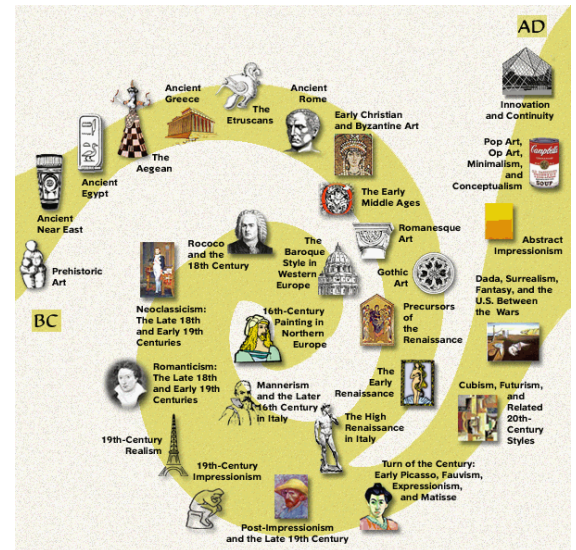 AD
Innovation
and Continuity
Ancient
Greece
The
Etruscans
Ancient
Rome
Early Christian
and Byzantine Art
Pop Art,
Op Art,
Minimalism,
and
Conceptualism
Campbell's
SOUP
The
Aegean
Ancient
Egypt
The Early
Middle Ages
Ancient
Near East
Romanesque
Art
Abstract
Impressionism
Rococo
and the
18th Century
The
Baroque
Style in
Western
Europe
Gothic
Art
Prehistoric
Art
BC
Dada, Surrealism,
Fantasy, and the
U.S. Between
the Wars
Neoclassicism:
The Late 18th
and Early 19th
Centuries
16th-Century
Painting in
Northern
Europe
Precursors
of
the
Renaissance
Romanticism:
The Late 18th
and Early 19th
Centuries
The
Early
Renaissance
Mannerism
and the Later
16th Century
in Italy
Cubism, Futurism,
and
Related
20th-
Century
Styles
The High
Renaissance
in Italy
19th-Century
Realism
19th-Century
Impressionism
Turn of the Century:
Early Picasso, Fauvism,
Expressionism,
and Matisse
Post-Impressionism
and the Late 19th Century